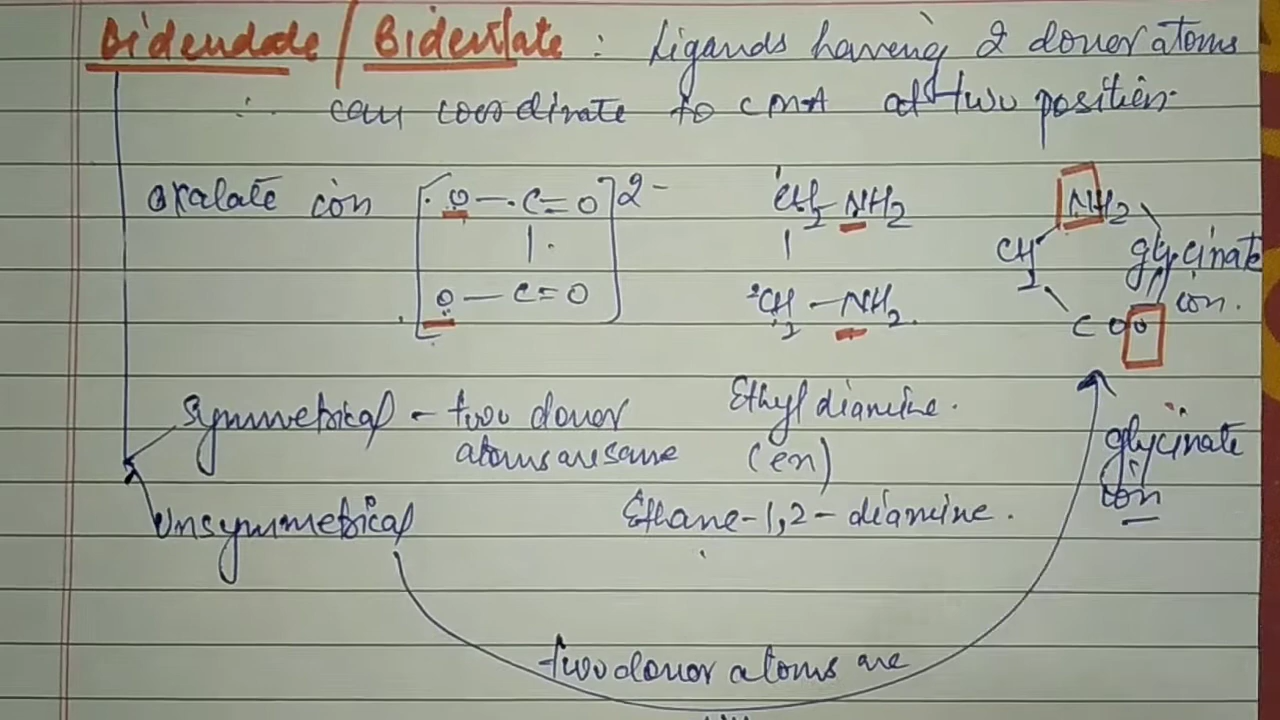 Didendade / Bidentate : Ligands having 2 donor atoms
∴ can coordinate to CMA at two position.
oxalate ion [O — C = O]2-
|
O — C = O
CH2 — NH2
|
CH2 — NH2
NH2
CH2
COO
glycinate
ion.
Symmetrical - two donor
atoms are same
Ethyl diamine.
(en)
glycinate
ion
Unsymmetrical
Ethane-1,2-diamine.
two donor atoms are